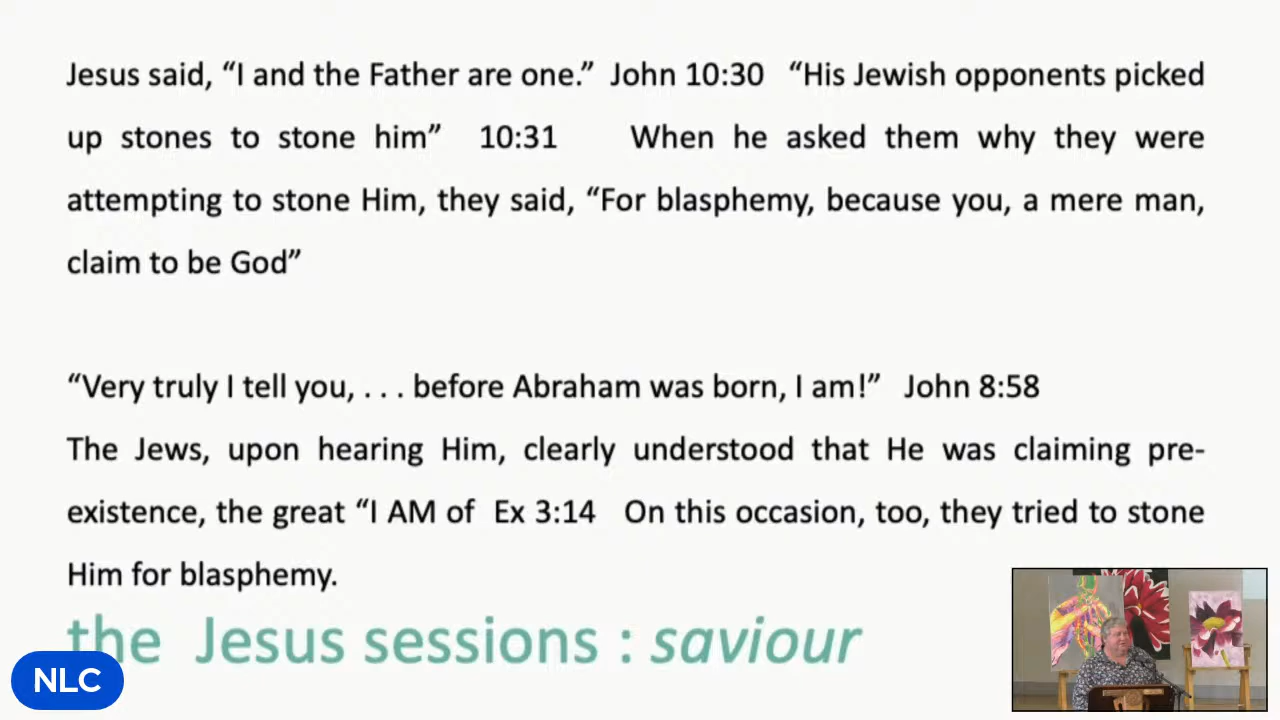 Jesus said, “I and the Father are one.” John 10:30 “His Jewish opponents picked
up stones to stone him” 10:31 When he asked them why they were
attempting to stone Him, they said, “For blasphemy, because you, a mere man,
claim to be God”
“Very truly I tell you, . . . before Abraham was born, I am!” John 8:58
The Jews, upon hearing Him, clearly understood that He was claiming pre-
existence, the great “I AM of Ex 3:14 On this occasion, too, they tried to stone
Him for blasphemy.
the Jesus sessions : saviour
NLC